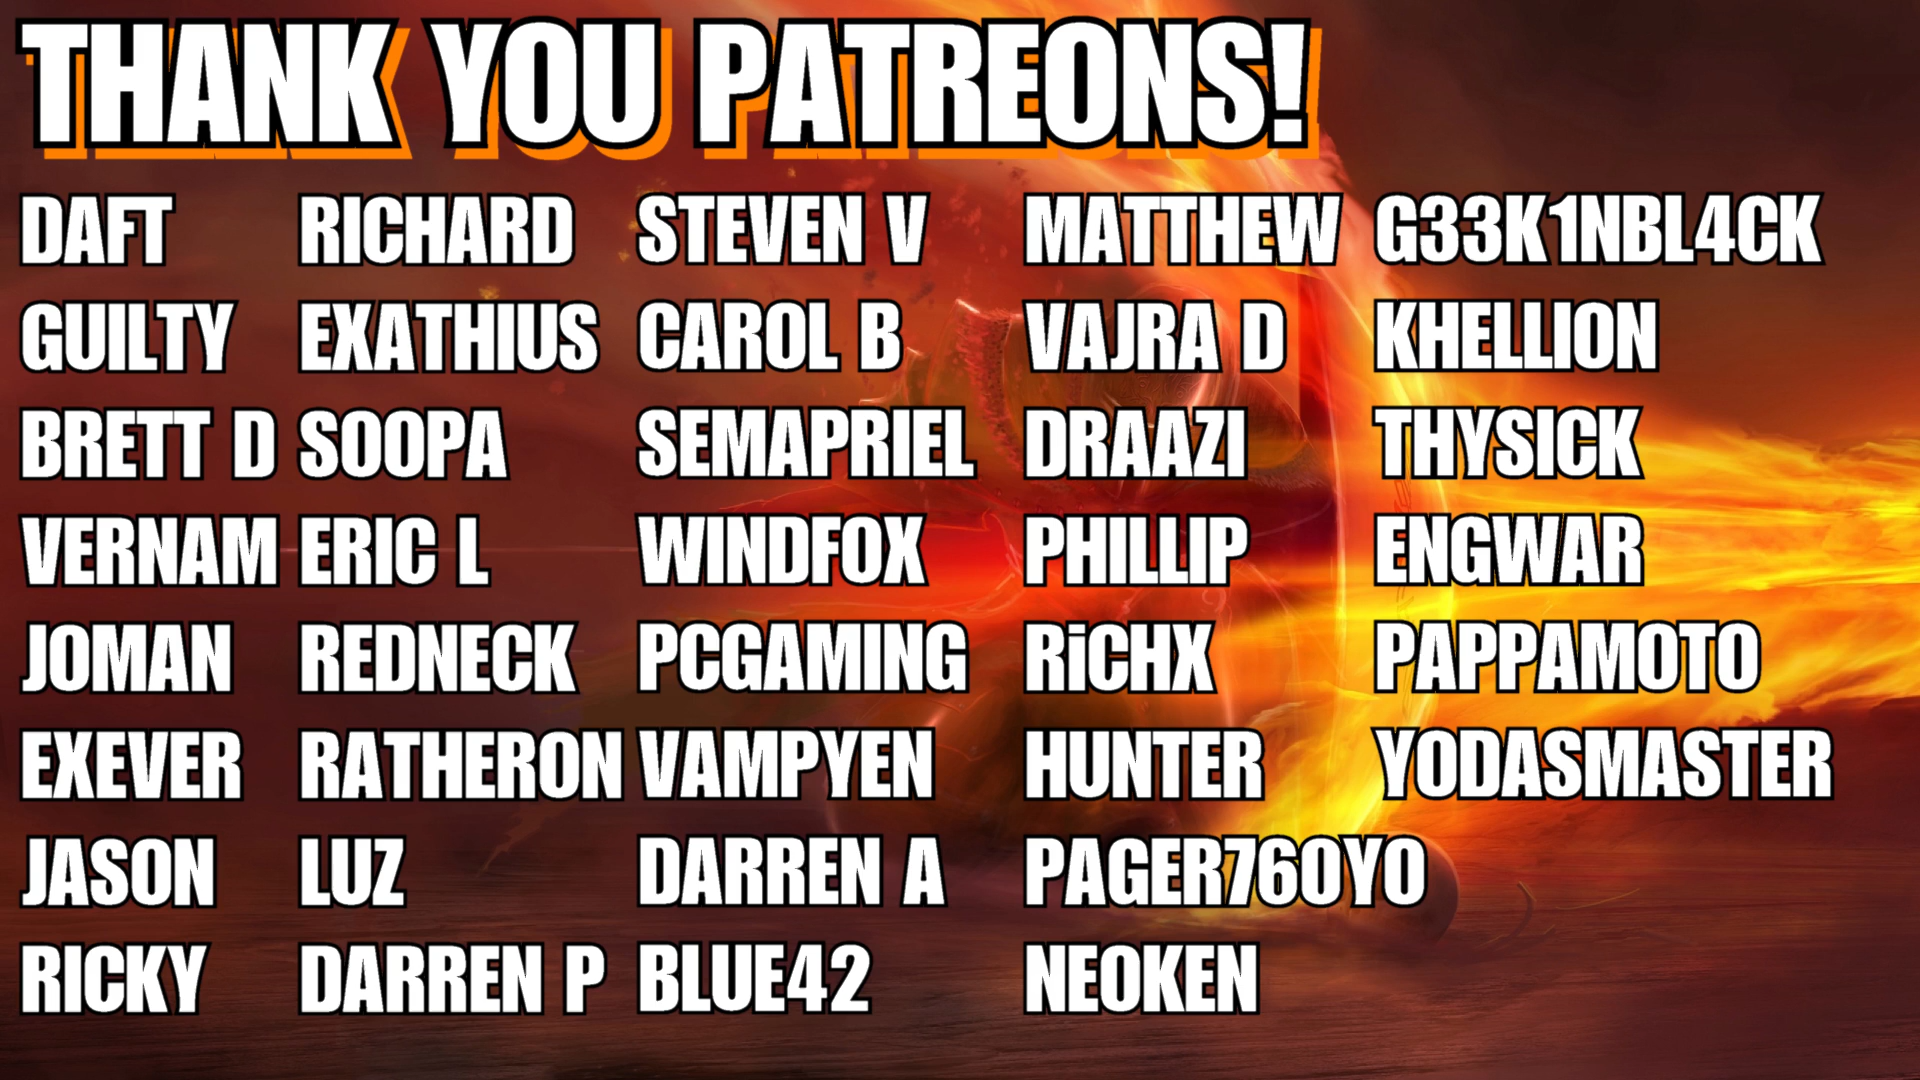 THANK YOU PATREONS!
DAFT RICHARD STEVEN V MATTHEW G33K1NBL4CK
GUILTY EXATHIUS CAROL B VAJRA D KHELLION
BRETT D SOOPA SEMAPRIEL DRAAZI THYSICK
VERNAM ERIC L WINDFOX PHILLIP ENGWAR
JOMAN REDNECK PCGAMING RiCHX PAPPAMOTO
EXEVER RATHERON VAMPYEN HUNTER YODASMASTER
JASON LUZ DARREN A PAGER760YO
RICKY DARREN P BLUE42 NEOKEN